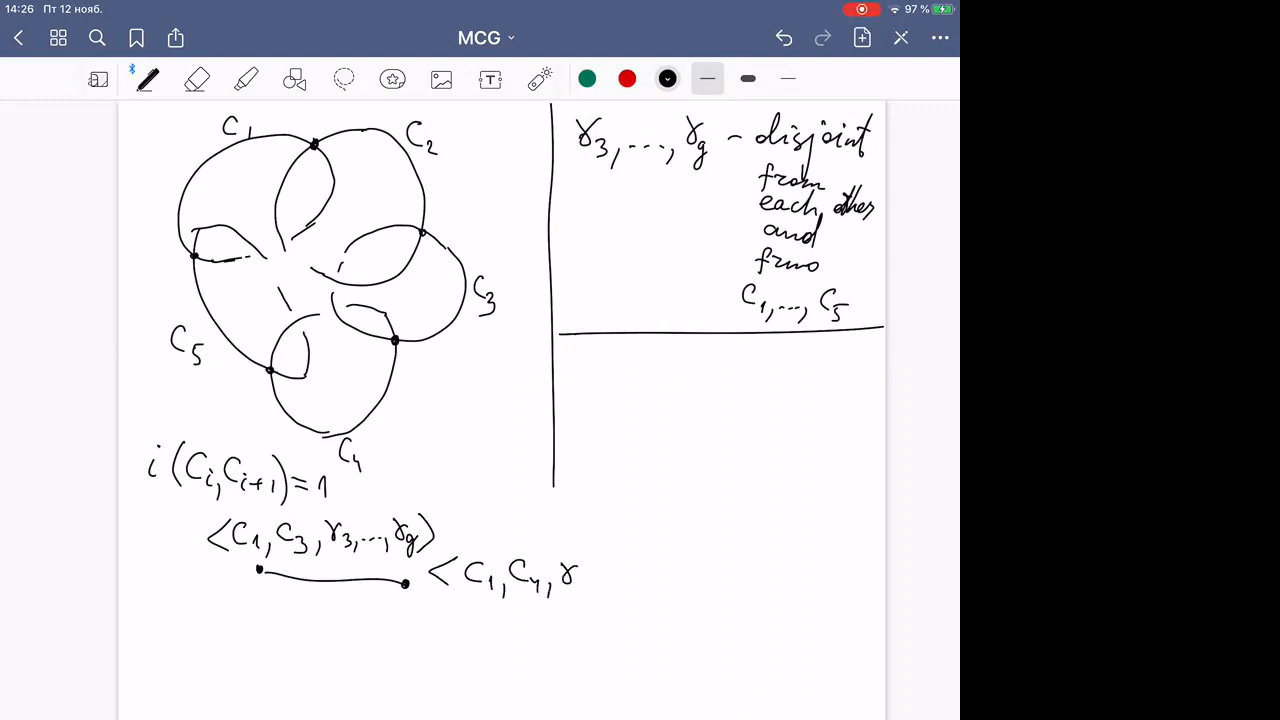 14:26 Пт 12 нояб.
97 %
MCG
T
C1
C2
C3
C4
C5
i(Ci, Ci+1) = 1
<C1, C3, γ3, ..., γg>
<C1, C4, γ
γ3, ..., γg - disjoint
from
each other
and
frmo
C1, ..., C5